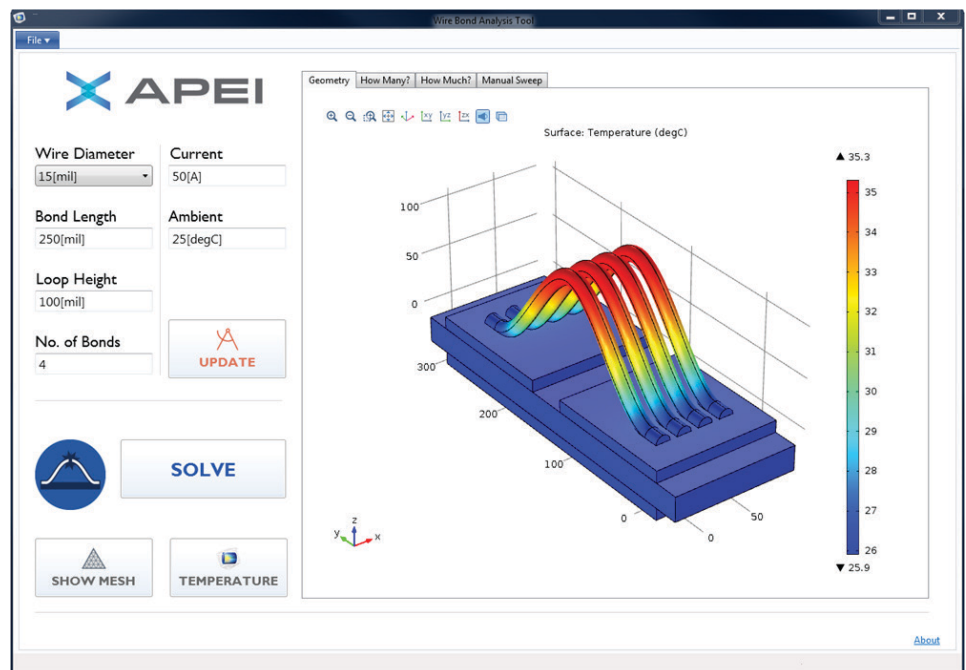 Wire Bond Analysis Tool
File ▾
APEI
Geometry How Many? How Much? Manual Sweep
xy yz zx
Surface: Temperature (degC)
Wire Diameter Current
15[mil] 50[A]
Bond Length Ambient
250[mil] 25[degC]
Loop Height
100[mil]
No. of Bonds
4
UPDATE
SOLVE
SHOW MESH TEMPERATURE
100
50
0
300
200
100
0
50
0
z
y x
▲ 35.3
35
34
33
32
31
30
29
28
27
26
▼ 25.9
About